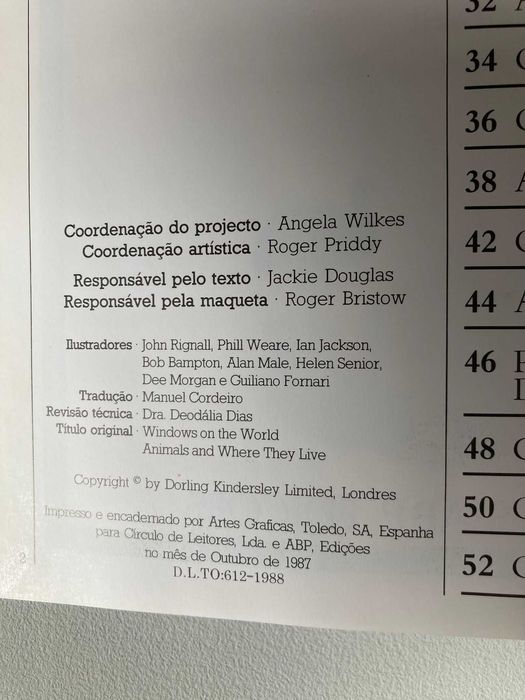 Coordenação do projecto · Angela Wilkes
Coordenação artística · Roger Priddy
Responsável pelo texto · Jackie Douglas
Responsável pela maqueta · Roger Bristow
Ilustradores · John Rignall, Phill Weare, Ian Jackson,
Bob Bampton, Alan Male, Helen Senior,
Dee Morgan e Guiliano Fornari
Tradução · Manuel Cordeiro
Revisão técnica · Dra. Deodália Dias
Título original · Windows on the World
Animals and Where They Live
Copyright © by Dorling Kindersley Limited, Londres
Impresso e encadernado por Artes Graficas, Toledo, SA, Espanha
para Círculo de Leitores, Lda. e ABP, Edições
no mês de Outubro de 1987
D.L.TO:612-1988
2
32
34
36
38
42
44
46
48
50
52